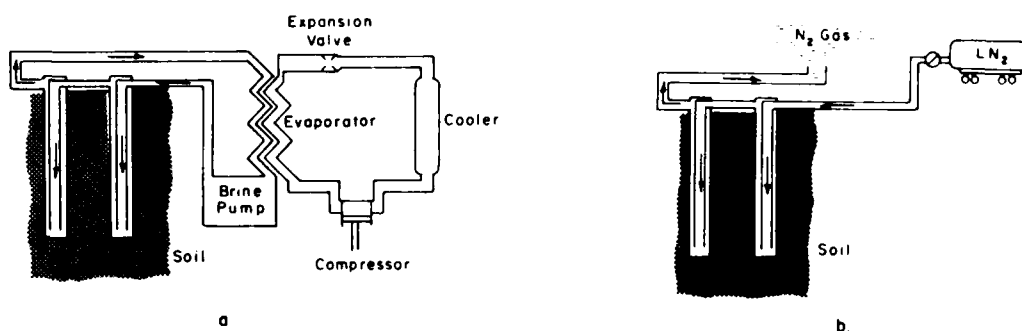 Expansion
Valve
Evaporator
Cooler
Brine
Pump
Soil
Compressor
a
N₂ Gas
LN₂
Soil
b.